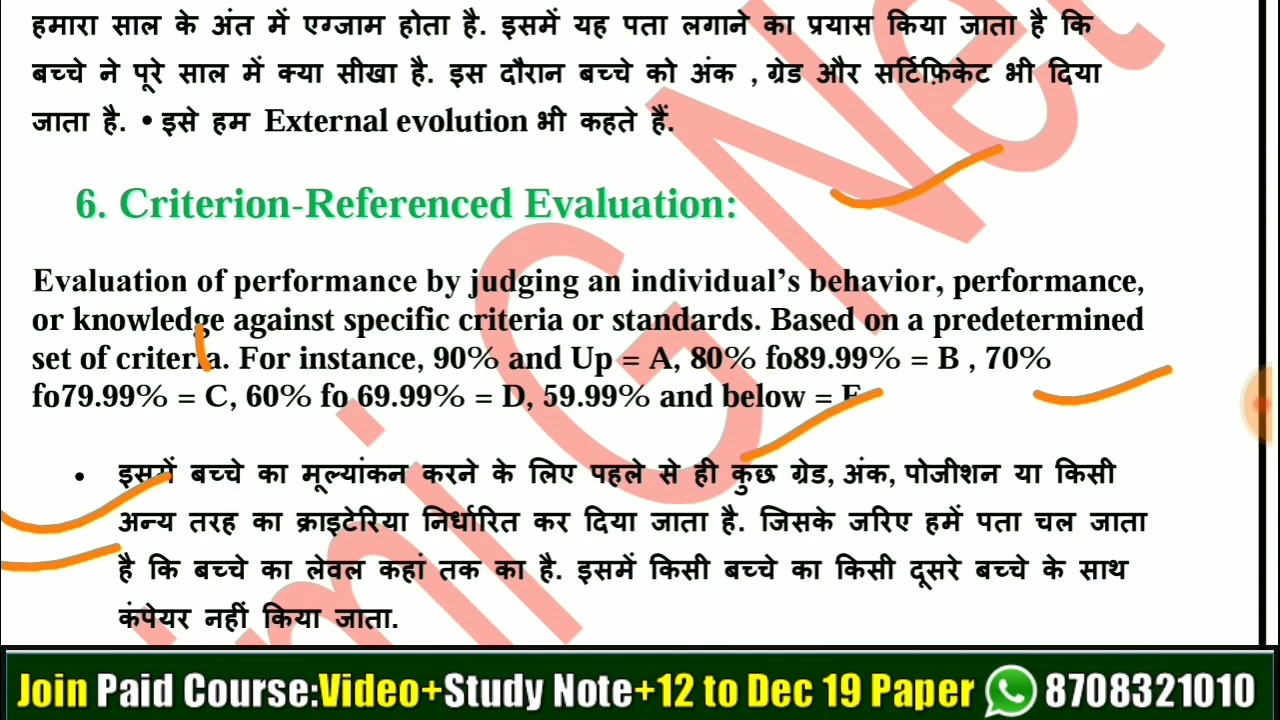 हमारा साल के अंत में एग्जाम होता है. इसमें यह पता लगाने का प्रयास किया जाता है कि
बच्चे ने पूरे साल में क्या सीखा है. इस दौरान बच्चे को अंक , ग्रेड और सर्टिफ़िकेट भी दिया
जाता है. • इसे हम External evolution भी कहते हैं.
6. Criterion-Referenced Evaluation:
Evaluation of performance by judging an individual's behavior, performance,
or knowledge against specific criteria or standards. Based on a predetermined
set of criteria. For instance, 90% and Up = A, 80% fo89.99% = B , 70%
fo79.99% = C, 60% fo 69.99% = D, 59.99% and below =
• इसमें बच्चे का मूल्यांकन करने के लिए पहले से ही कुछ ग्रेड, अंक, पोजीशन या किसी
अन्य तरह का क्राइटेरिया निर्धारित कर दिया जाता है. जिसके जरिए हमें पता चल जाता
है कि बच्चे का लेवल कहां तक का है. इसमें किसी बच्चे का किसी दूसरे बच्चे के साथ
कंपेयर नहीं किया जाता.
Join Paid Course:Video+Study Note+12 to Dec 19 Paper 8708321010